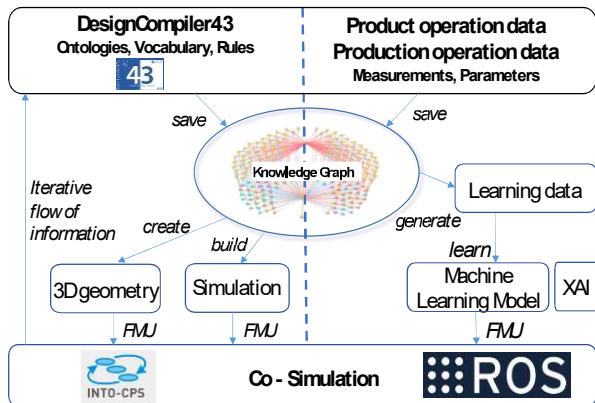 DesignCompiler43
Ontologies, Vocabulary, Rules
43
Product operation data
Production operation data
Measurements, Parameters
save
save
Knowledge Graph
Iterative
flow of
information
create
build
generate
Learning data
learn
3D geometry
Simulation
Machine
Learning Model
XAI
FMU
FMU
FMU
INTO-CPS
Co - Simulation
ROS